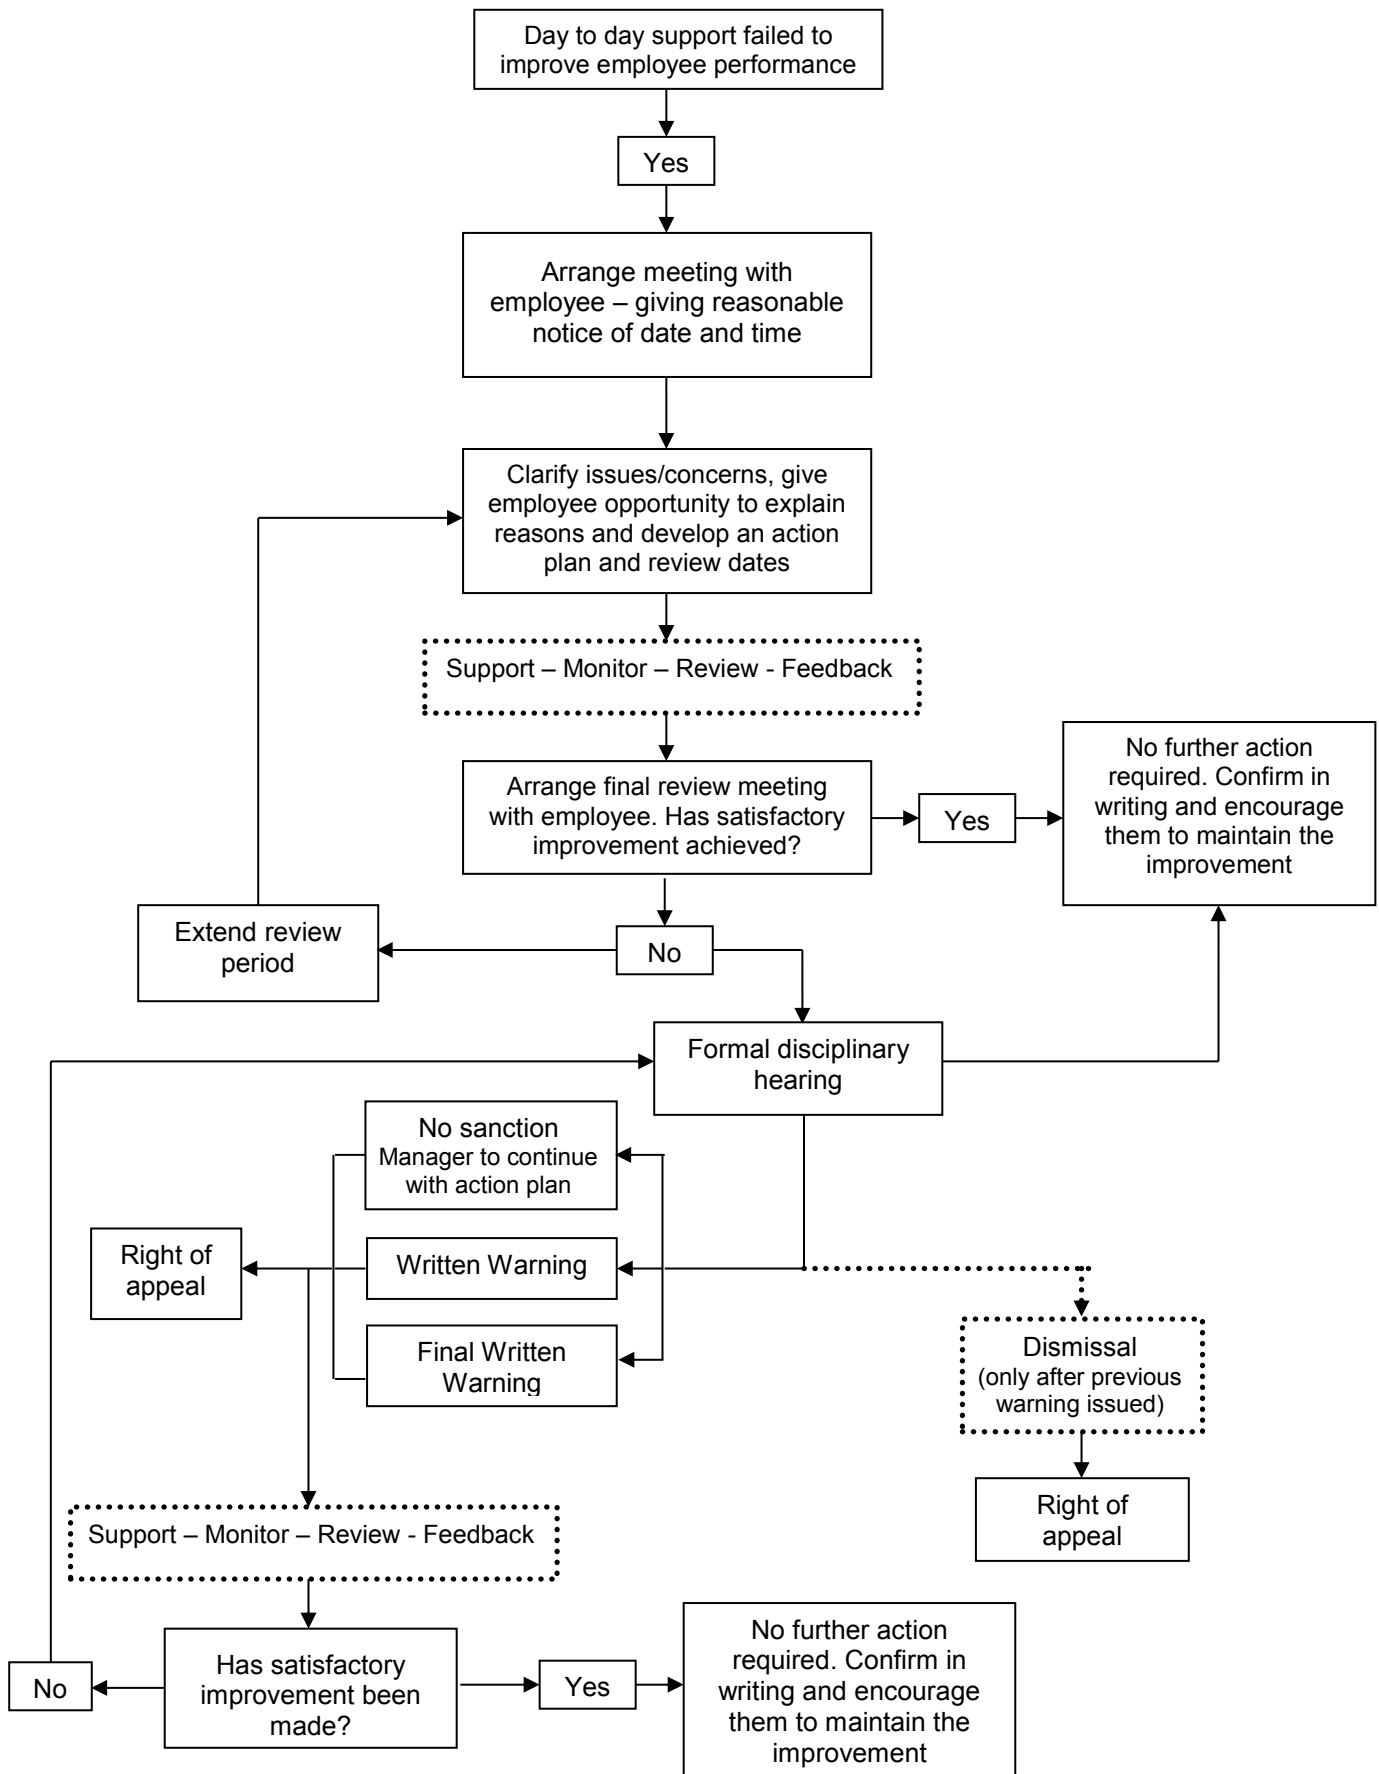 Day to day support failed to
improve employee performance
Yes
Arrange meeting with
employee – giving reasonable
notice of date and time
Clarify issues/concerns, give
employee opportunity to explain
reasons and develop an action
plan and review dates
Support – Monitor – Review - Feedback
Arrange final review meeting
with employee. Has satisfactory
improvement achieved?
Yes
No further action
required. Confirm in
writing and encourage
them to maintain the
improvement
Extend review
period
No
Formal disciplinary
hearing
No sanction
Manager to continue
with action plan
Right of
appeal
Written Warning
Final Written
Warning
Dismissal
(only after previous
warning issued)
Right of
appeal
Support – Monitor – Review - Feedback
Has satisfactory
improvement been
made?
No
Yes
No further action
required. Confirm in
writing and encourage
them to maintain the
improvement